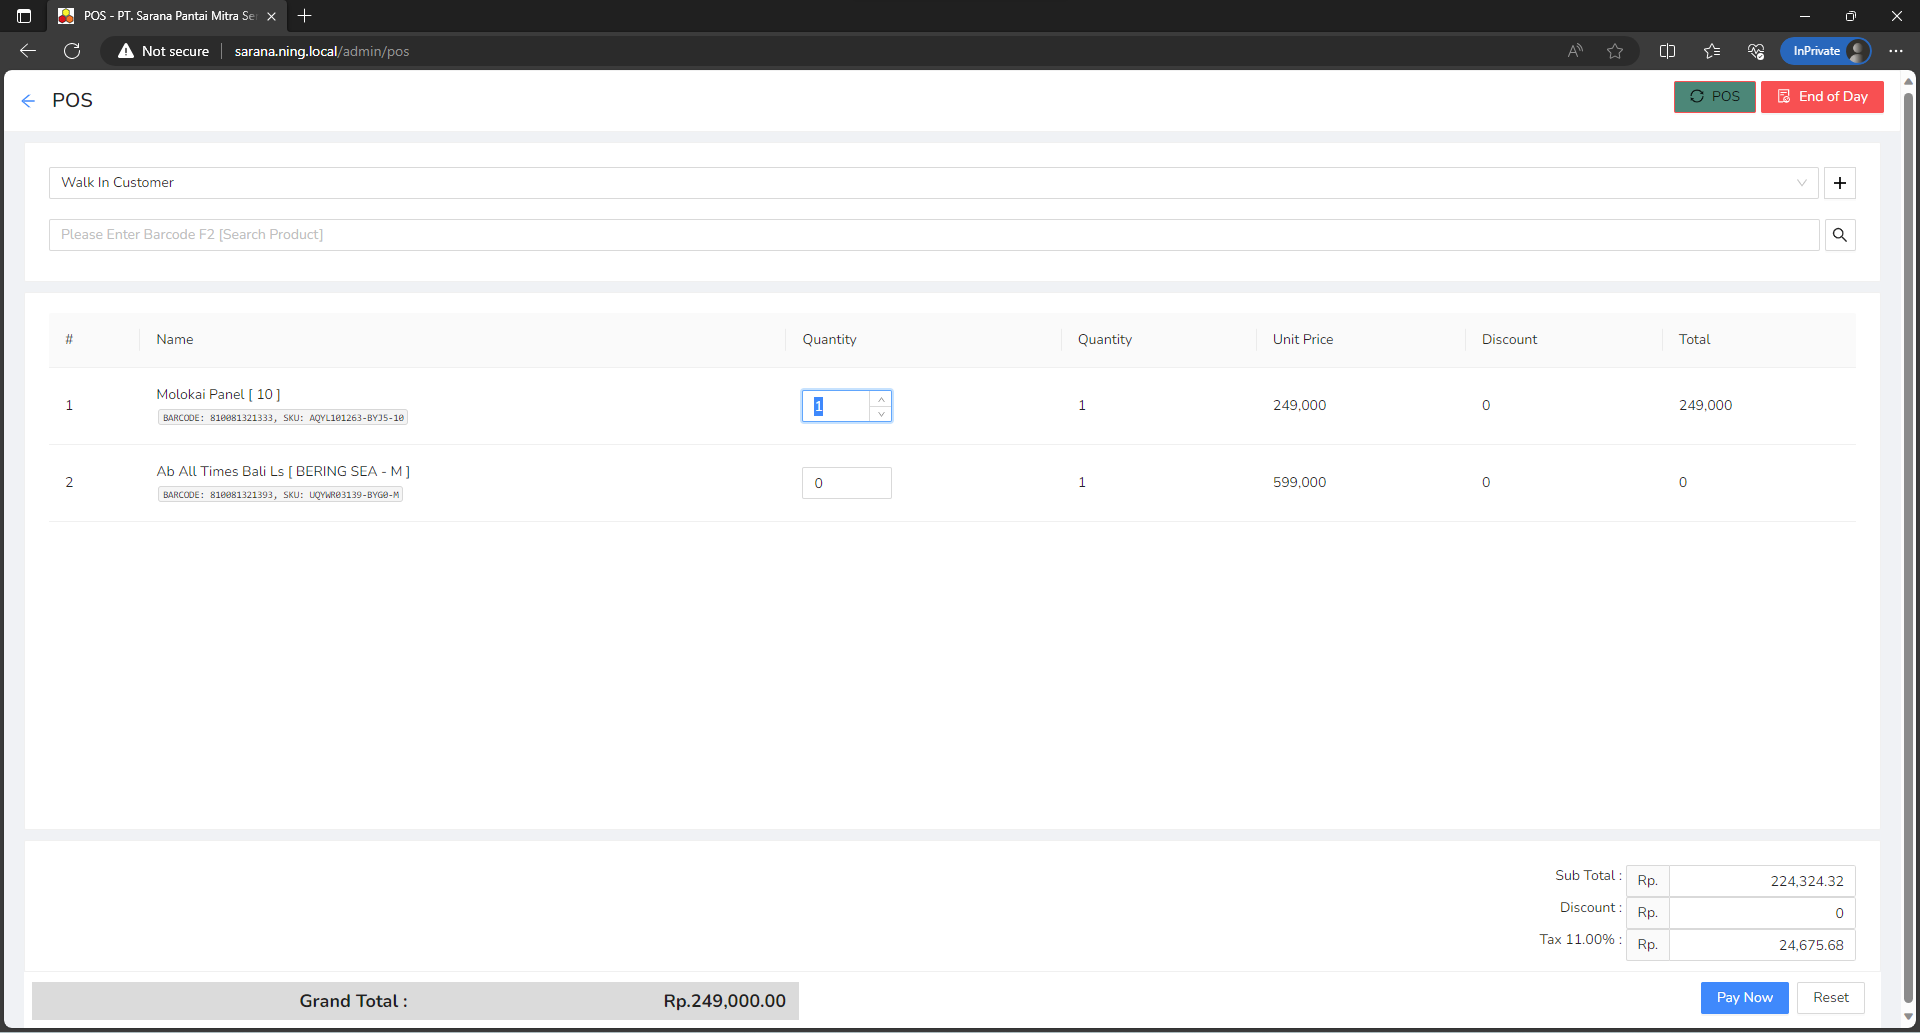 POS - PT. Sarana Pantai Mitra Se
Not secure
sarana.ning.local/admin/pos
InPrivate
POS
POS
End of Day
Walk In Customer
Please Enter Barcode F2 [Search Product]
# Name Quantity Quantity Unit Price Discount Total
1 Molokai Panel [ 10 ] 1 1 249,000 0 249,000
BARCODE: 810081321333, SKU: AQYL101263-BYJ5-10
2 Ab All Times Bali Ls [ BERING SEA - M ] 0 1 599,000 0 0
BARCODE: 810081321393, SKU: UQYWR03139-BYG0-M
Sub Total : Rp. 224,324.32
Discount : Rp. 0
Tax 11.00% : Rp. 24,675.68
Grand Total : Rp.249,000.00
Pay Now
Reset